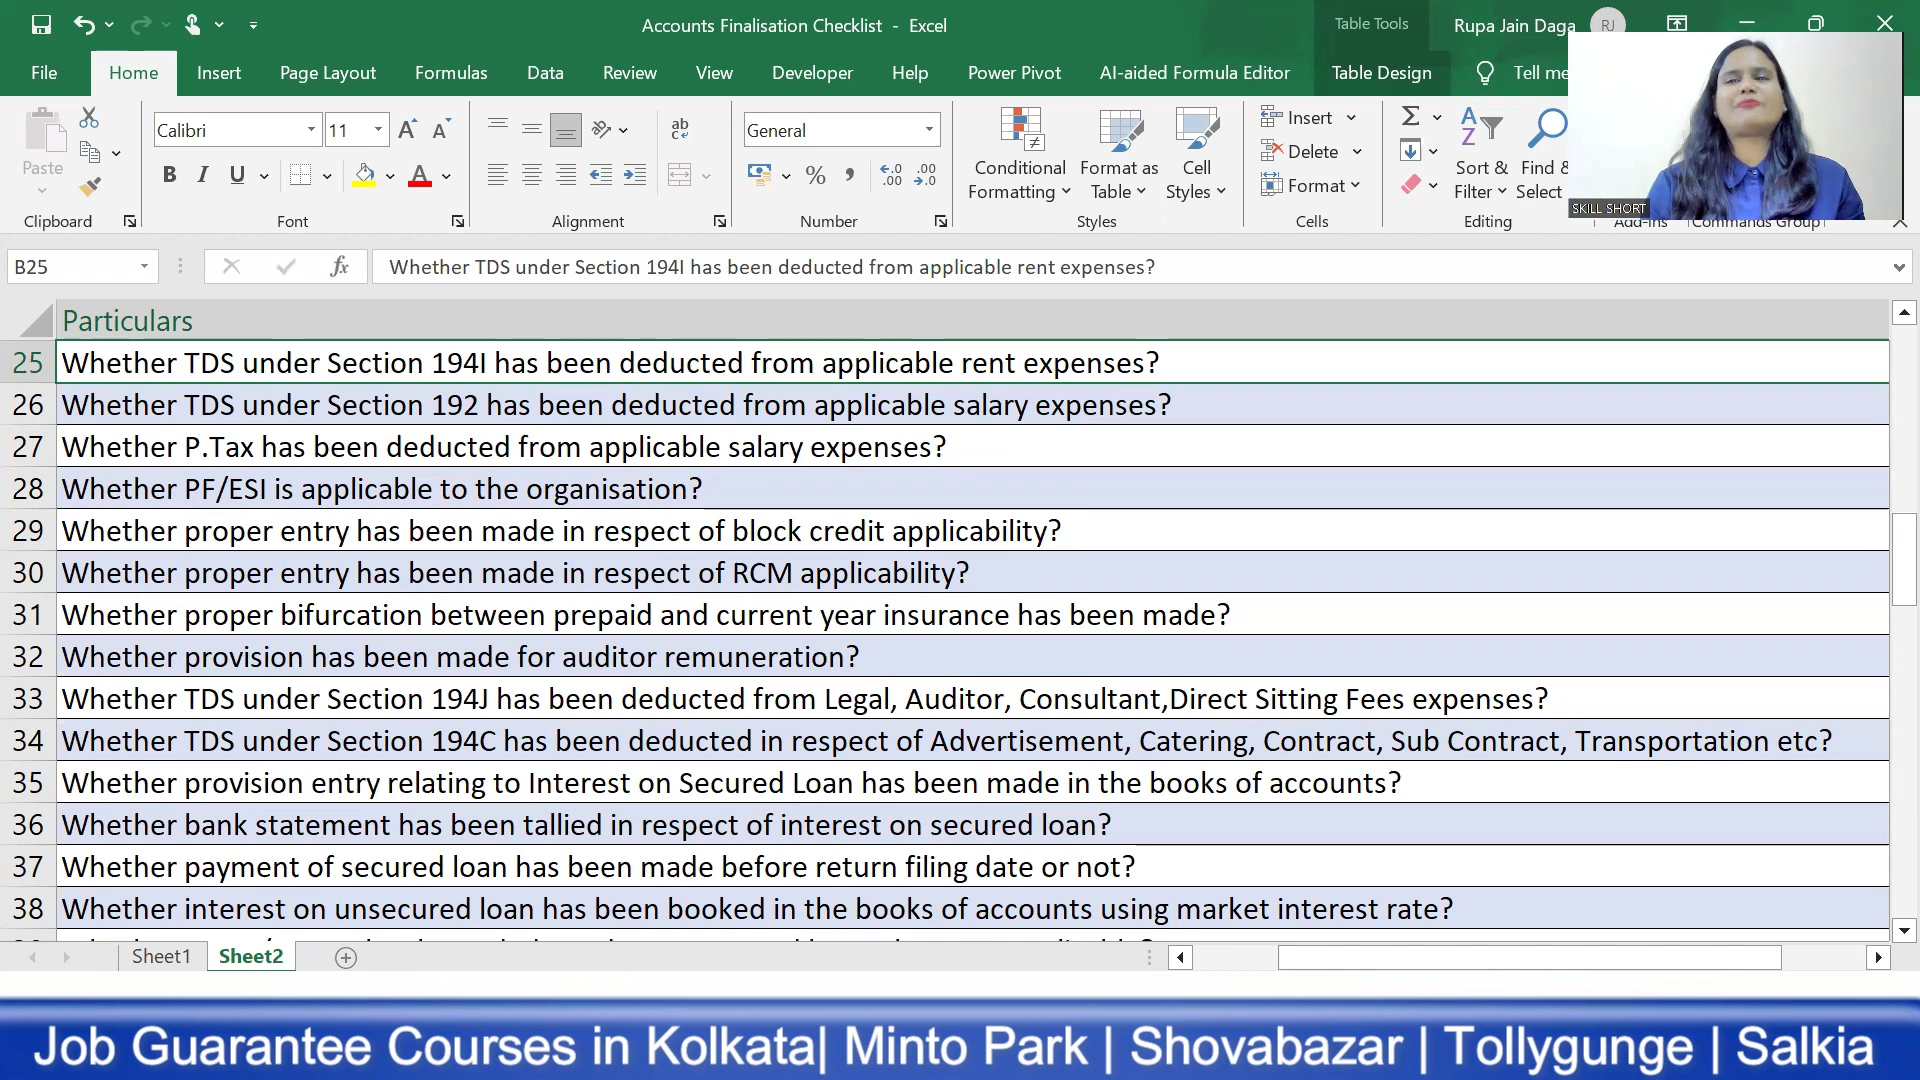 Accounts Finalisation Checklist - Excel
Table Tools
Rupa Jain Daga
RJ
File
Home
Insert
Page Layout
Formulas
Data
Review
View
Developer
Help
Power Pivot
AI-aided Formula Editor
Table Design
Tell me
Paste
Clipboard
Calibri
11
B I U
Font
ab
Alignment
General
%
Number
Conditional Formatting
Format as Table
Cell Styles
Styles
Insert
Delete
Format
Cells
Sort & Filter
Find & Select
Editing
SKILL SHORT
Add-ins
Commands Group
B25
fx
Whether TDS under Section 194I has been deducted from applicable rent expenses?
Particulars
25 Whether TDS under Section 194I has been deducted from applicable rent expenses?
26 Whether TDS under Section 192 has been deducted from applicable salary expenses?
27 Whether P.Tax has been deducted from applicable salary expenses?
28 Whether PF/ESI is applicable to the organisation?
29 Whether proper entry has been made in respect of block credit applicability?
30 Whether proper entry has been made in respect of RCM applicability?
31 Whether proper bifurcation between prepaid and current year insurance has been made?
32 Whether provision has been made for auditor remuneration?
33 Whether TDS under Section 194J has been deducted from Legal, Auditor, Consultant,Direct Sitting Fees expenses?
34 Whether TDS under Section 194C has been deducted in respect of Advertisement, Catering, Contract, Sub Contract, Transportation etc?
35 Whether provision entry relating to Interest on Secured Loan has been made in the books of accounts?
36 Whether bank statement has been tallied in respect of interest on secured loan?
37 Whether payment of secured loan has been made before return filing date or not?
38 Whether interest on unsecured loan has been booked in the books of accounts using market interest rate?
Sheet1
Sheet2
Job Guarantee Courses in Kolkata| Minto Park | Shovabazar | Tollygunge | Salkia